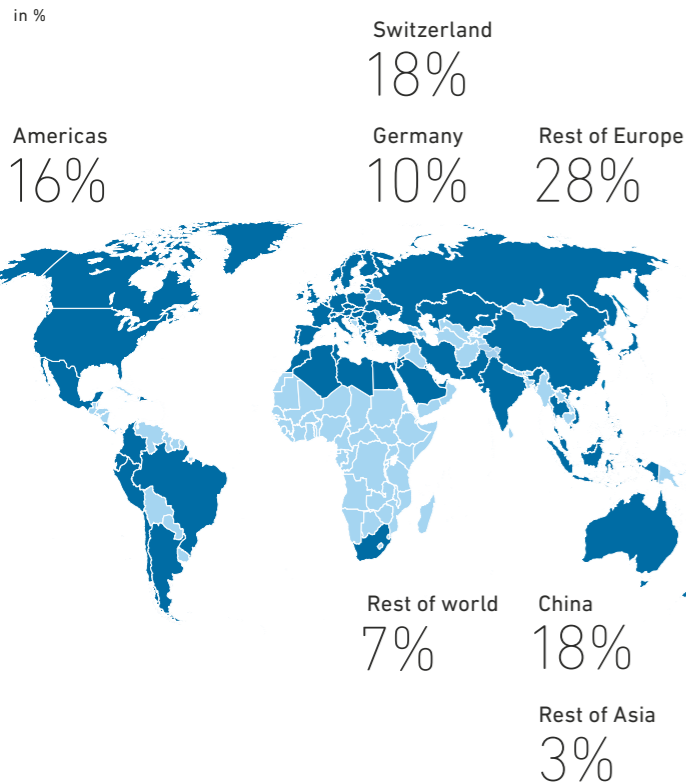 in %
Switzerland
18%
Americas
16%
Germany
10%
Rest of Europe
28%
Rest of world
7%
China
18%
Rest of Asia
3%